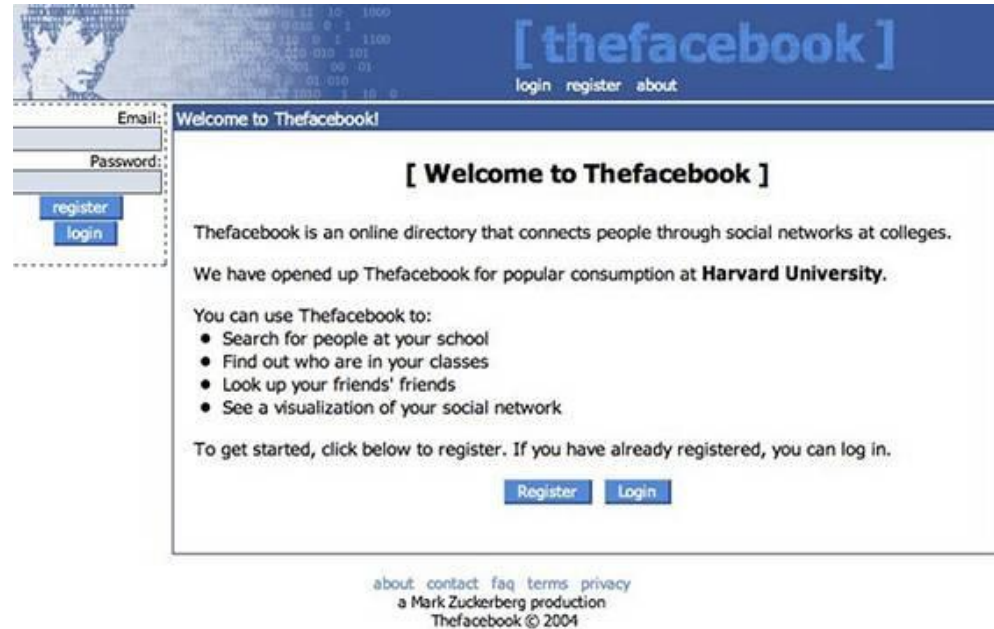 [ thefacebook ]
login register about
Email:
Password:
register
login
Welcome to Thefacebook!
[ Welcome to Thefacebook ]
Thefacebook is an online directory that connects people through social networks at colleges.
We have opened up Thefacebook for popular consumption at Harvard University.
You can use Thefacebook to:
• Search for people at your school
• Find out who are in your classes
• Look up your friends' friends
• See a visualization of your social network
To get started, click below to register. If you have already registered, you can log in.
Register Login
about contact faq terms privacy
a Mark Zuckerberg production
Thefacebook © 2004